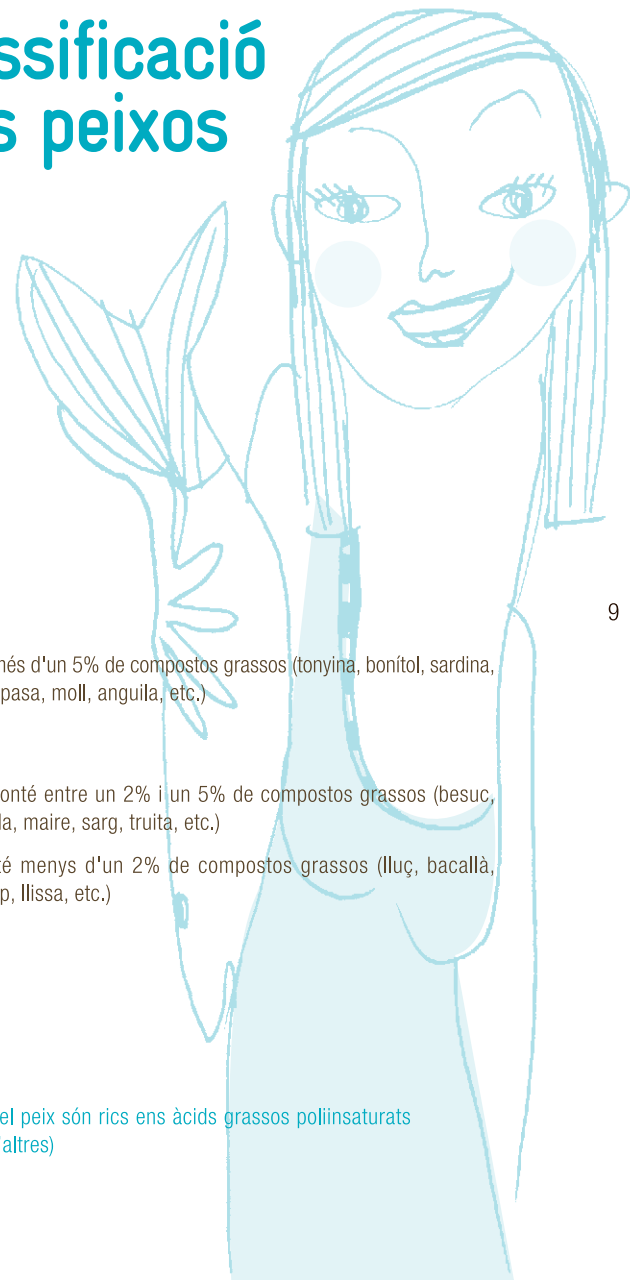 ssificació
s peixos
9
més d'un 5% de compostos grassos (tonyina, bonítol, sardina,
pasa, moll, anguila, etc.)
onté entre un 2% i un 5% de compostos grassos (besuc,
da, maire, sarg, truita, etc.)
té menys d'un 2% de compostos grassos (lluç, bacallà,
p, llissa, etc.)
el peix són rics ens àcids grassos poliinsaturats
altres)